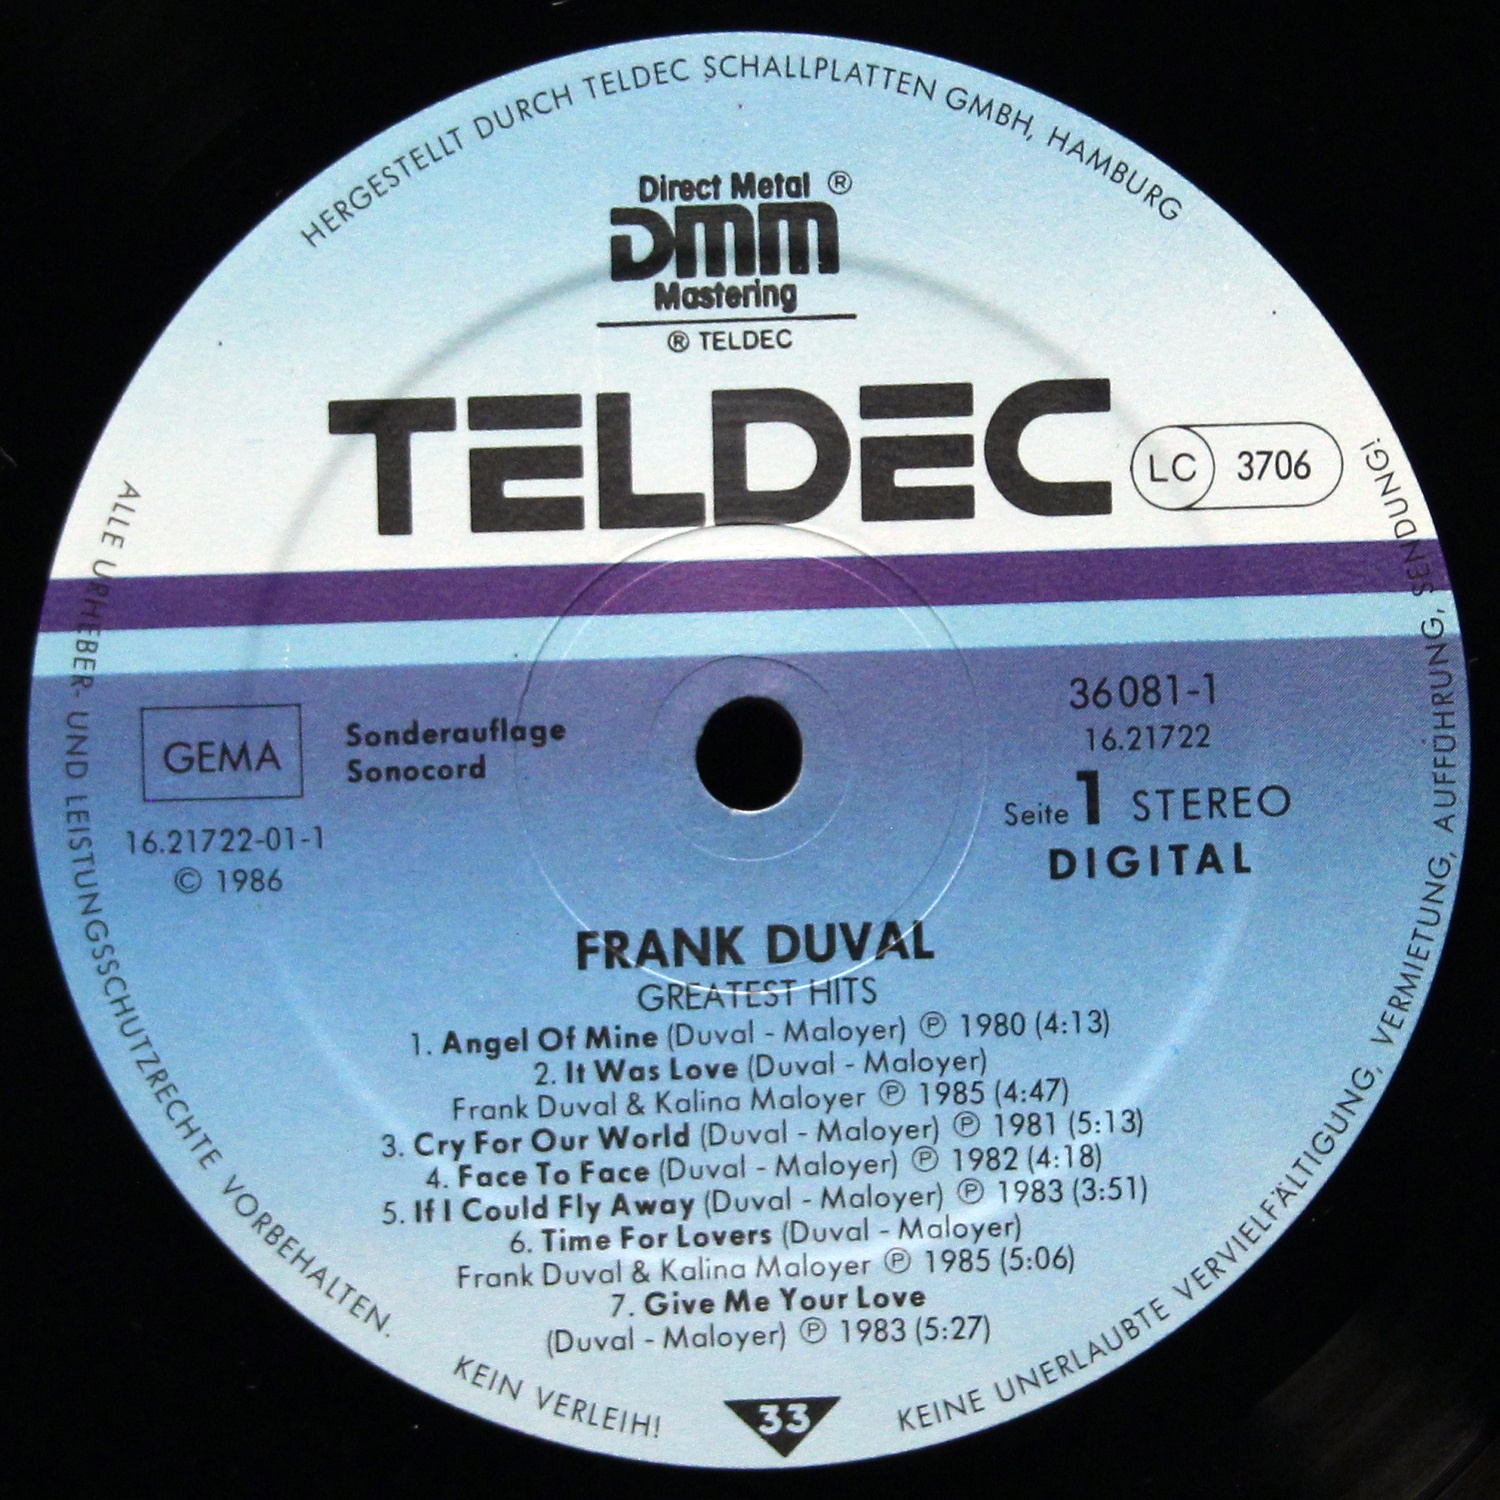 HERGESTELLT DURCH TELDEC SCHALLPLATTEN GMBH, HAMBURG
Direct Metal ®
DMM
Mastering
® TELDEC
TELDEC
LC 3706
GEMA
Sonderauflage
Sonocord
16.21722-01-1
© 1986
36081-1
16.21722
Seite 1 STEREO
DIGITAL
FRANK DUVAL
GREATEST HITS
1. Angel Of Mine (Duval - Maloyer) ℗ 1980 (4:13)
2. It Was Love (Duval - Maloyer)
Frank Duval & Kalina Maloyer ℗ 1985 (4:47)
3. Cry For Our World (Duval - Maloyer) ℗ 1981 (5:13)
4. Face To Face (Duval - Maloyer) ℗ 1982 (4:18)
5. If I Could Fly Away (Duval - Maloyer) ℗ 1983 (3:51)
6. Time For Lovers (Duval - Maloyer)
Frank Duval & Kalina Maloyer ℗ 1985 (5:06)
7. Give Me Your Love
(Duval - Maloyer) ℗ 1983 (5:27)
33
ALLE URHEBER- UND LEISTUNGSSCHUTZRECHTE VORBEHALTEN.
KEIN VERLEIH!
KEINE UNERLAUBTE VERVIELFÄLTIGUNG, VERMIETUNG, AUFFÜHRUNG, SENDUNG!